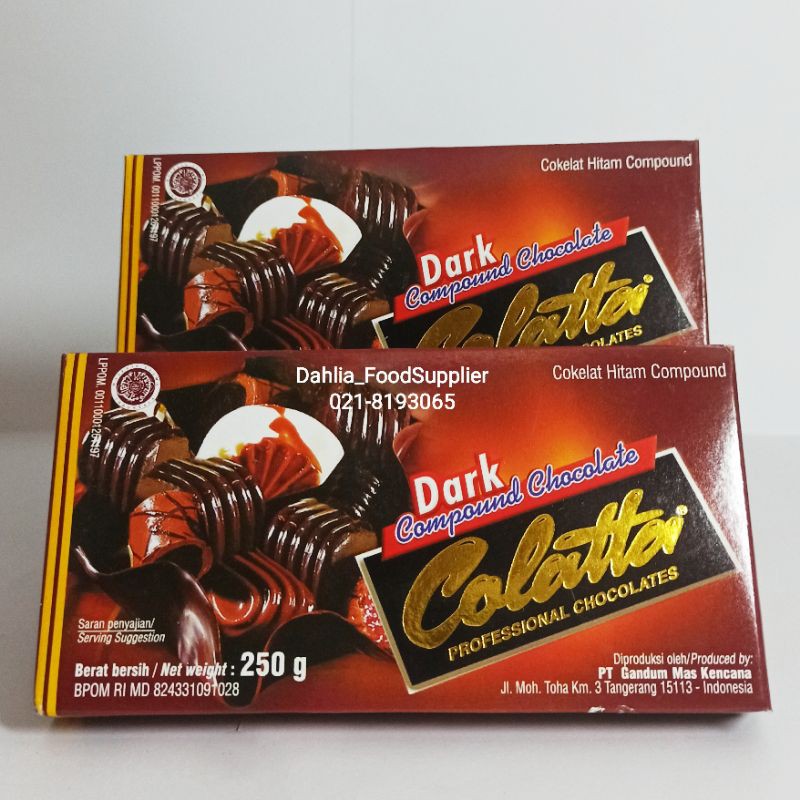 Cokelat Hitam Compound
Dark
Compound Chocolate
Colatta
Dahlia_FoodSupplier
021-8193065
Cokelat Hitam Compound
Dark
Compound Chocolate
Colatta
PROFESSIONAL CHOCOLATES
Saran penyajian/
Serving Suggestion
Berat bersih / Net weight : 250 g
BPOM RI MD 824331091028
Diproduksi oleh/Produced by:
PT Gandum Mas Kencana
Jl. Moh. Toha Km. 3 Tangerang 15113 - Indonesia